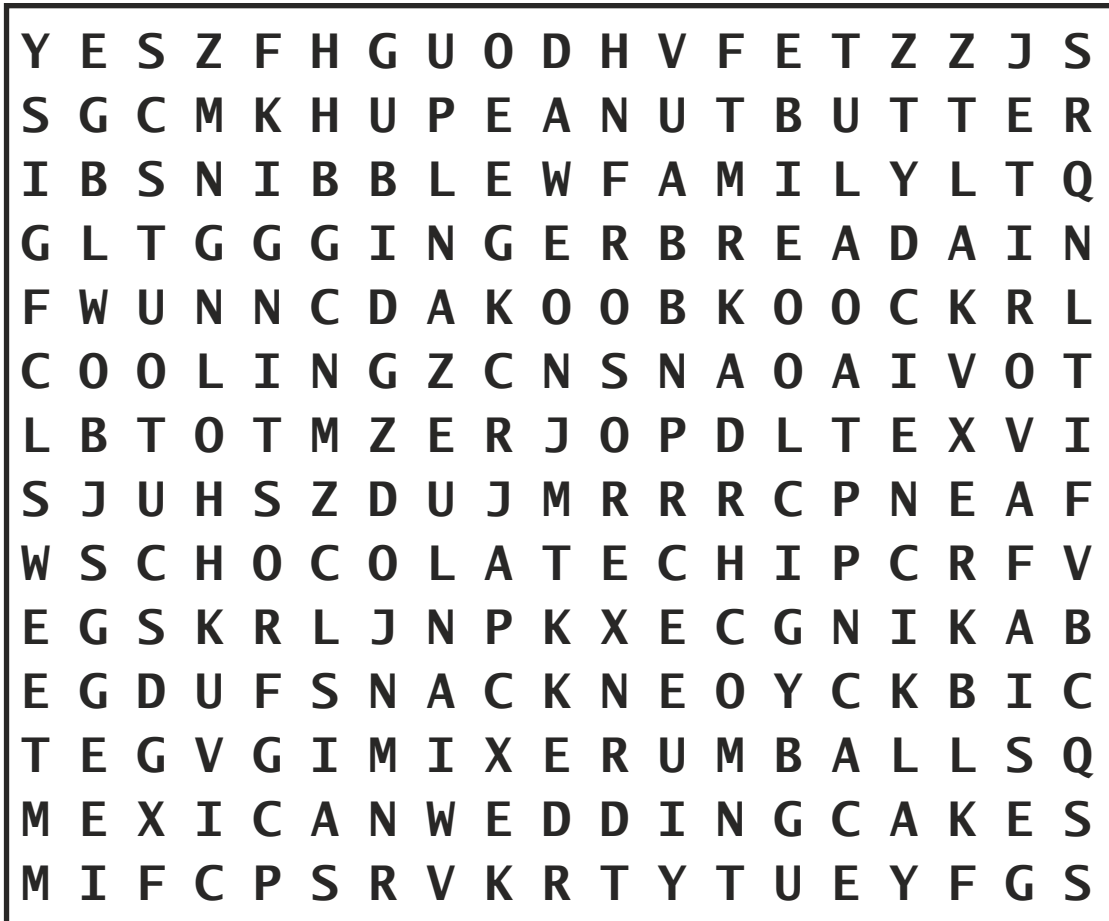 Y E S Z F H G U O D H V F E T Z Z J S
S G C M K H U P E A N U T B U T T E R
I B S N I B B L E W F A M I L Y L T Q
G L T G G G I N G E R B R E A D A I N
F W U N N C D A K O O B K O O C K R L
C O O L I N G Z C N S N A O A I V O T
L B T O T M Z E R J O P D L T E X V I
S J U H S Z D U J M R R R C P N E A F
W S C H O C O L A T E C H I P C R F V
E G S K R L J N P K X E C G N I K A B
E G D U F S N A C K N E O Y C K B I C
T E G V G I M I X E R U M B A L L S Q
M E X I C A N W E D D I N G C A K E S
M I F C P S R V K R T Y T U E Y F G S